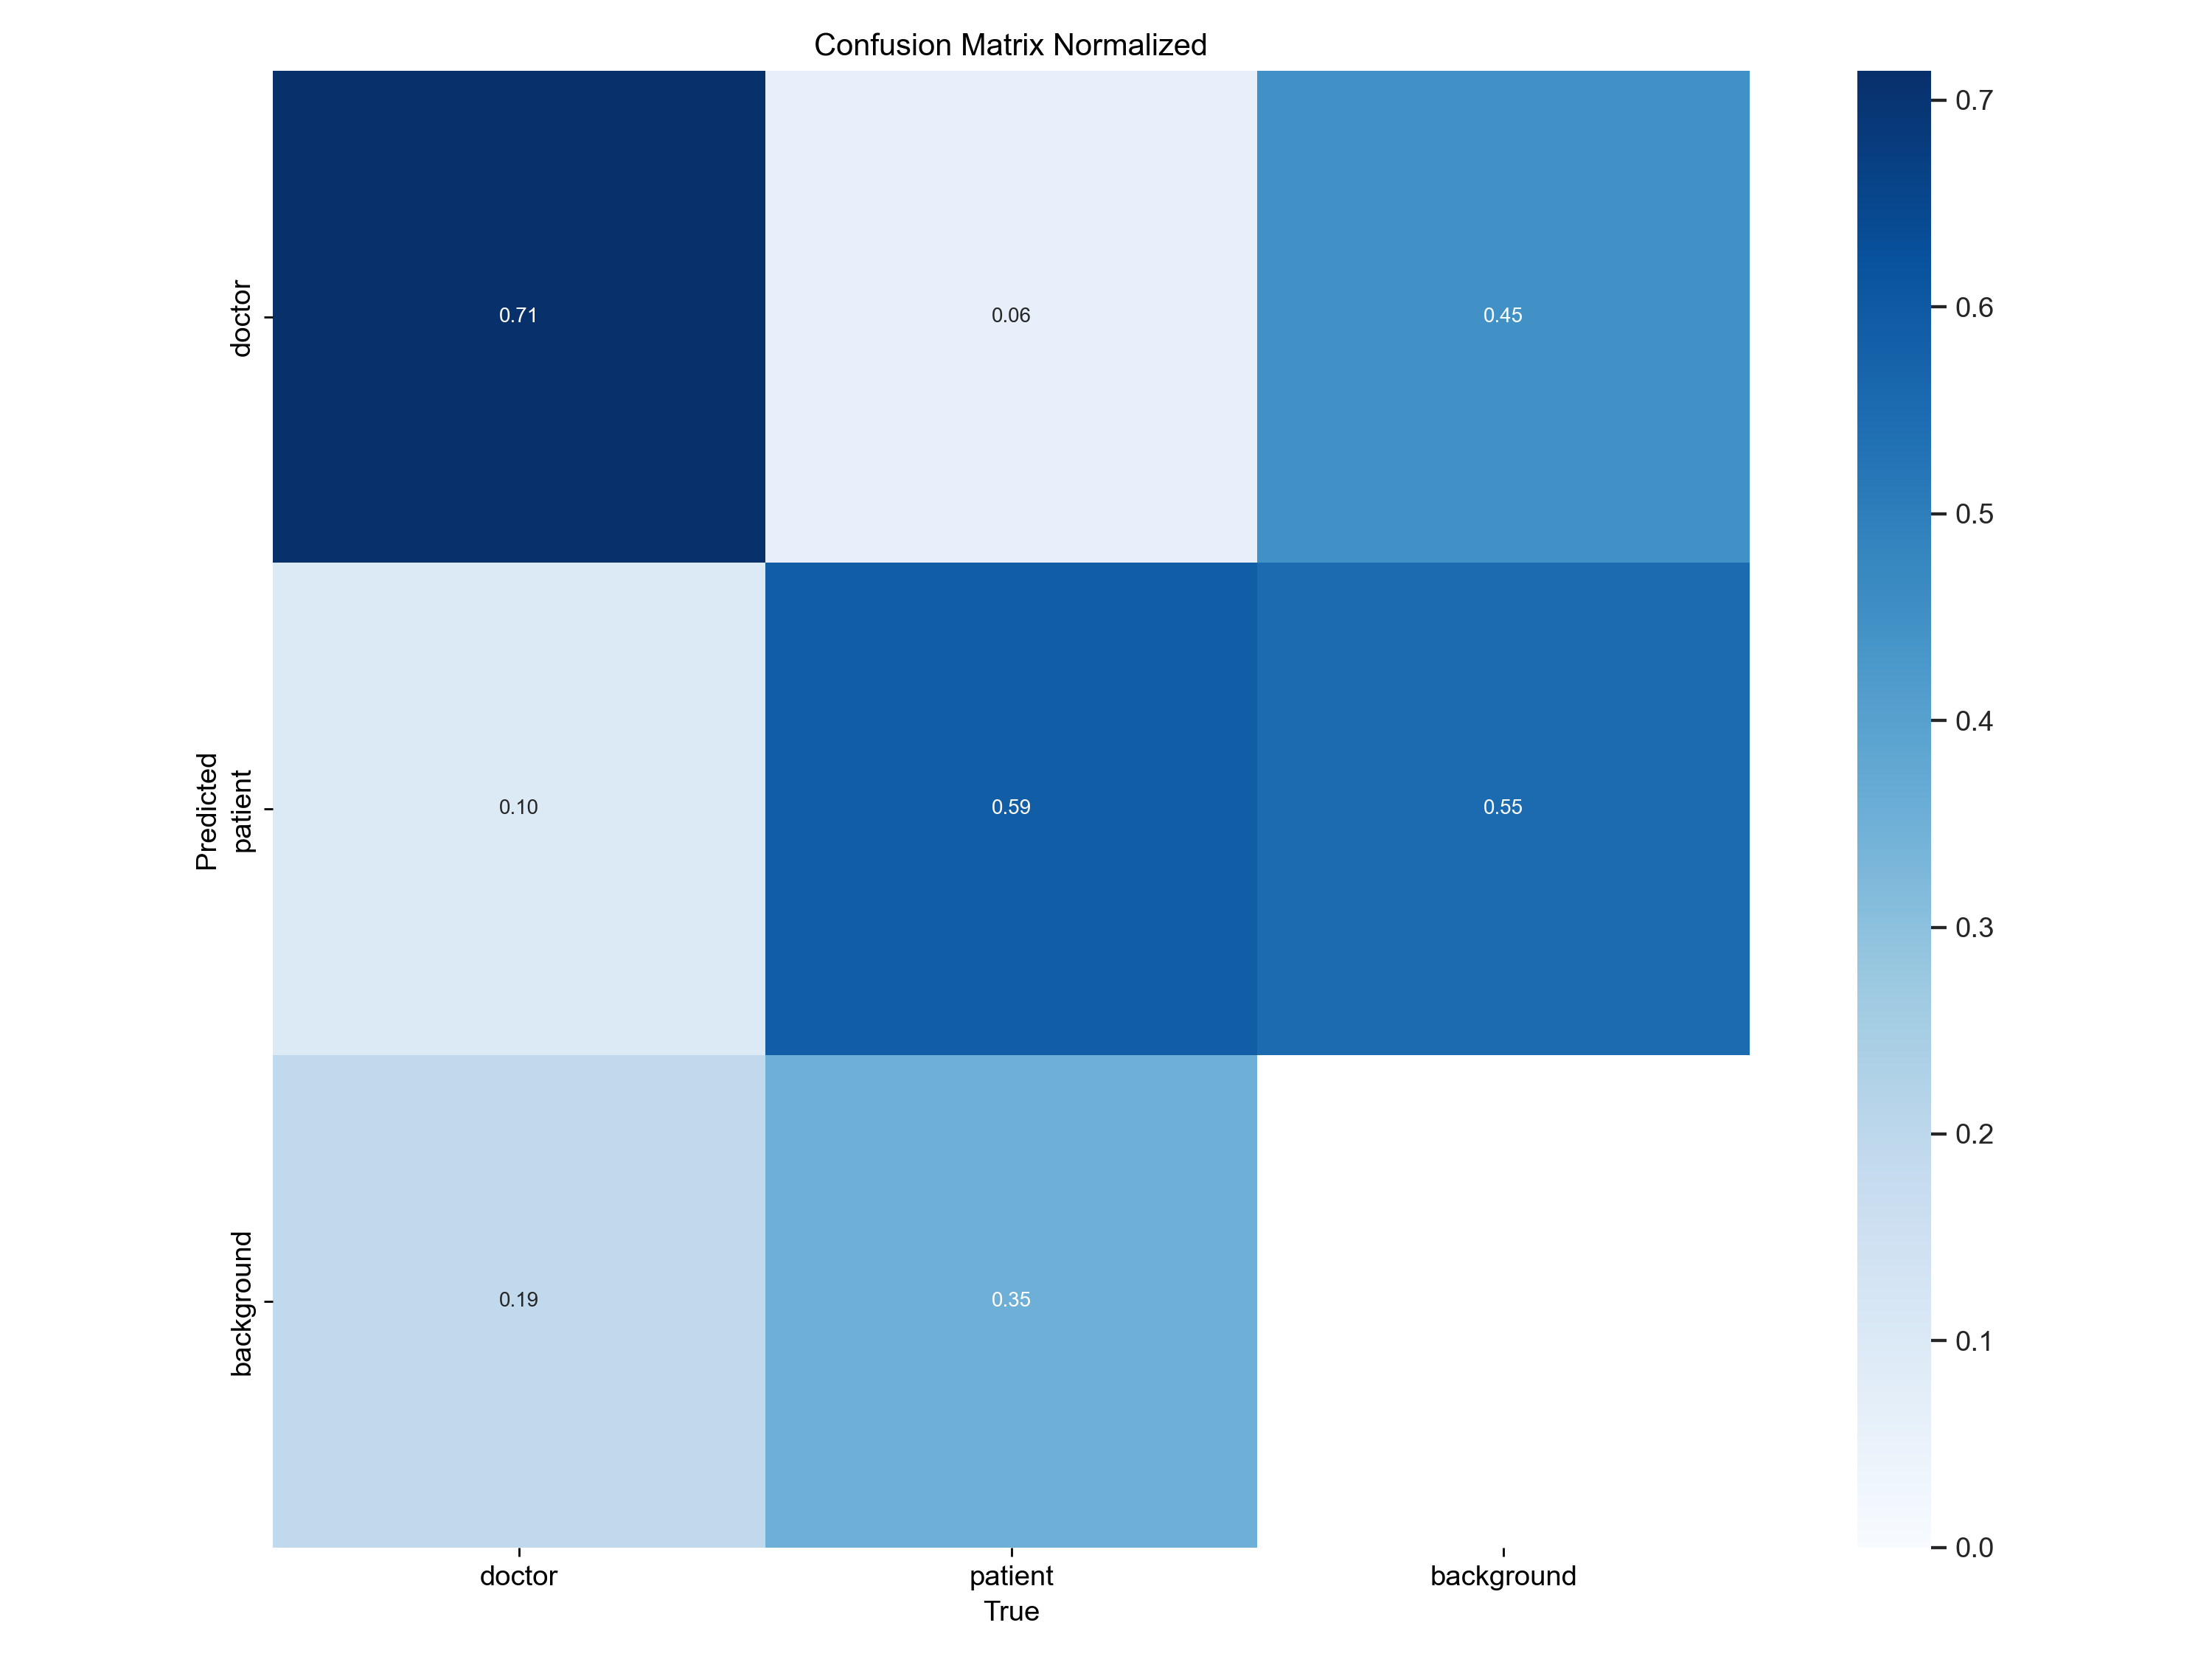 Confusion Matrix Normalized
0.7
0.6
0.5
0.4
0.3
0.2
0.1
0.0
Predicted
doctor
0.71 0.06 0.45
patient
0.10 0.59 0.55
background
0.19 0.35
doctor patient background
True